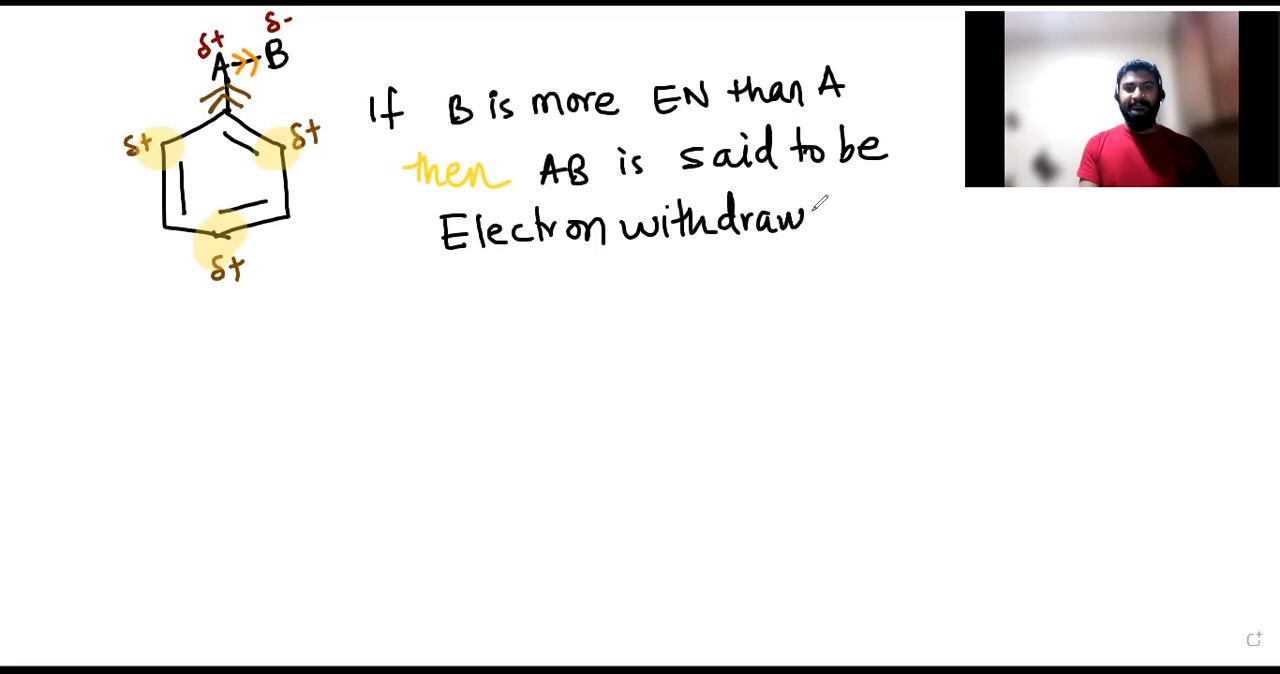 δ-
δ+
A B
δ+
δ+
δ+
If B is more EN than A
then AB is said to be
Electron withdraw